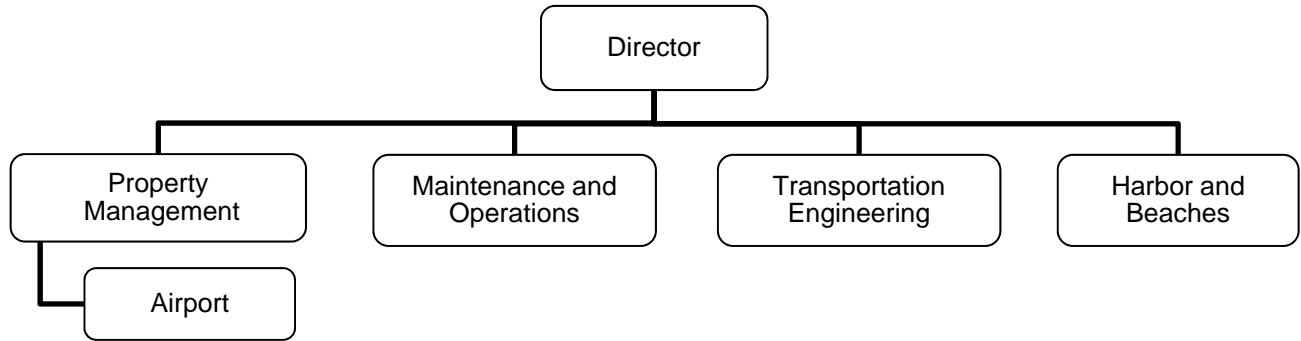 Director
Property
Management
Maintenance and
Operations
Transportation
Engineering
Harbor and
Beaches
Airport